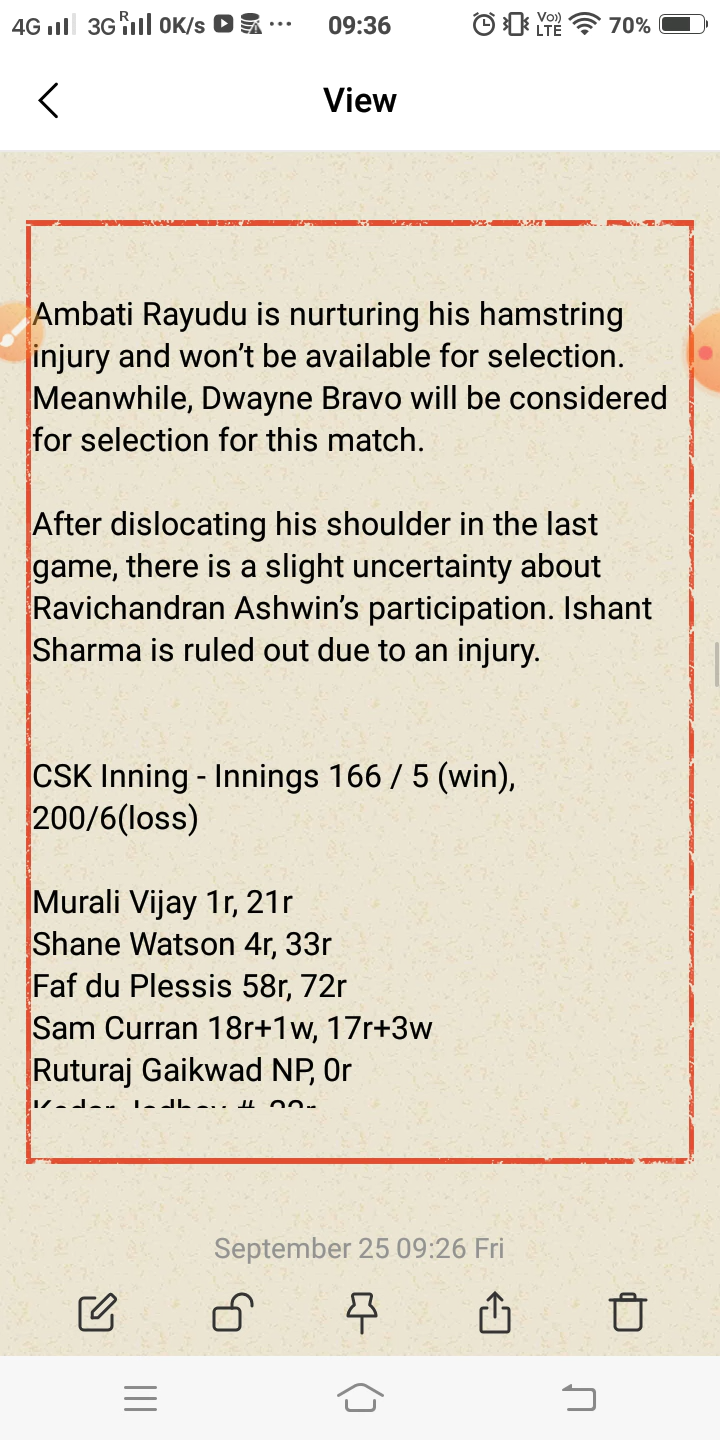 4G 3G R 0K/s 09:36 Vo)) LTE 70%
View
Ambati Rayudu is nurturing his hamstring
injury and won’t be available for selection.
Meanwhile, Dwayne Bravo will be considered
for selection for this match.
After dislocating his shoulder in the last
game, there is a slight uncertainty about
Ravichandran Ashwin’s participation. Ishant
Sharma is ruled out due to an injury.
CSK Inning - Innings 166 / 5 (win),
200/6(loss)
Murali Vijay 1r, 21r
Shane Watson 4r, 33r
Faf du Plessis 58r, 72r
Sam Curran 18r+1w, 17r+3w
Ruturaj Gaikwad NP, 0r
September 25 09:26 Fri